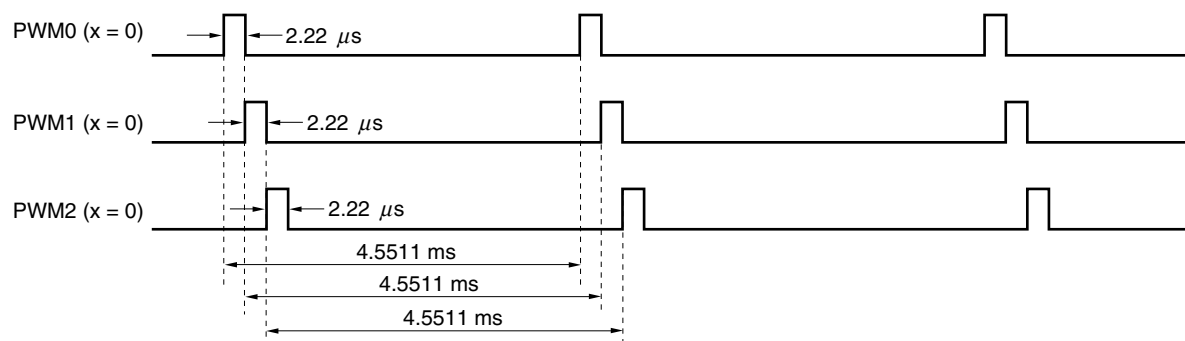 PWM0 (x = 0)
2.22 μs
PWM1 (x = 0)
2.22 μs
PWM2 (x = 0)
2.22 μs
4.5511 ms
4.5511 ms
4.5511 ms